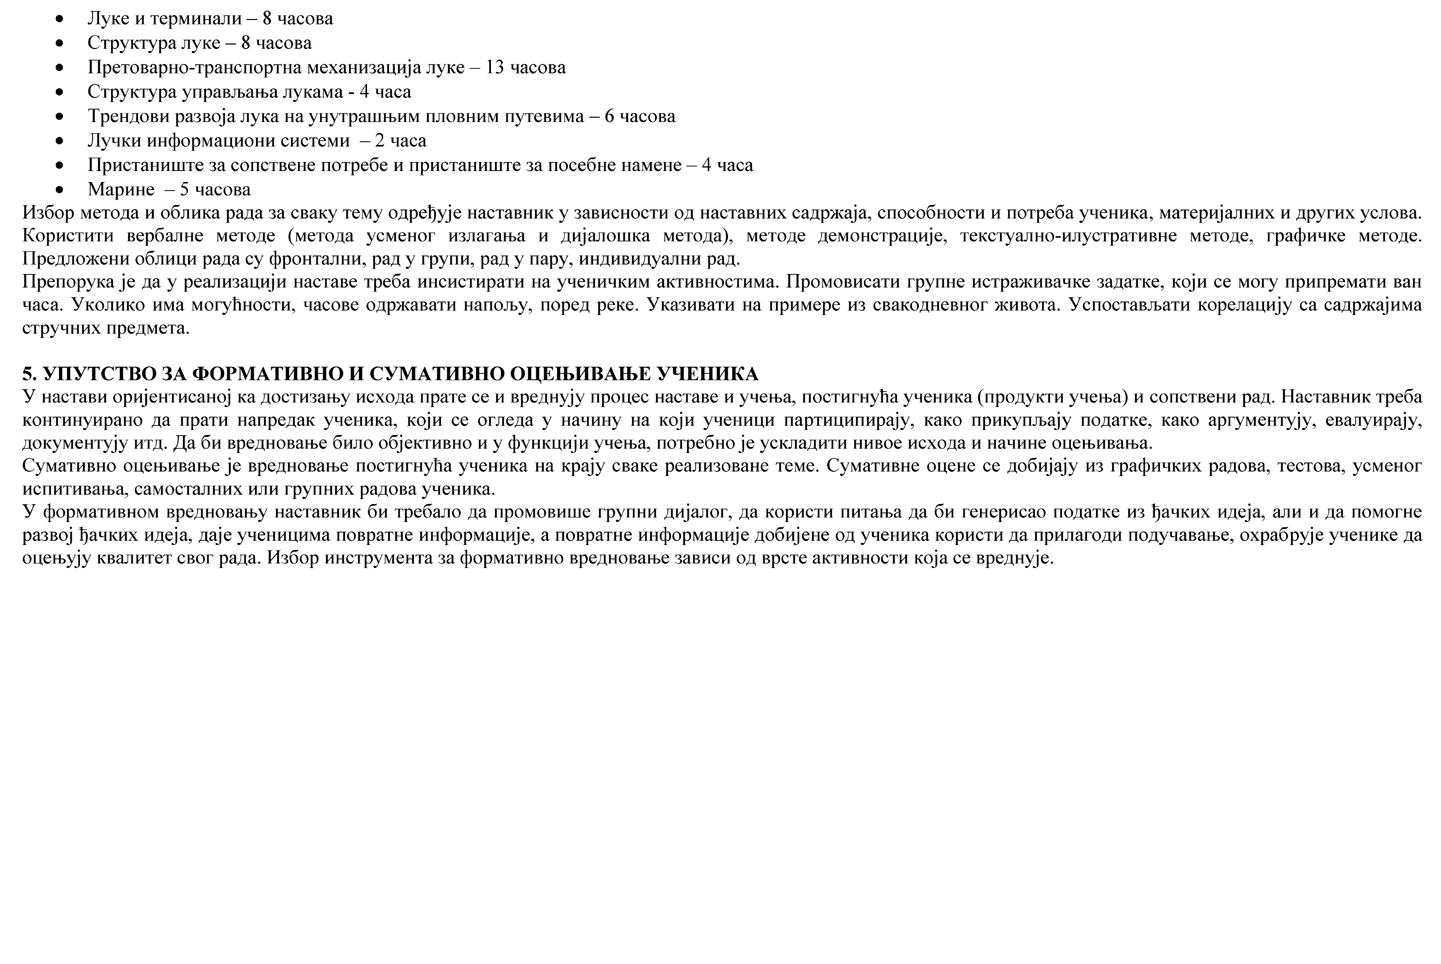 • Луке и терминали – 8 часова
• Структура луке – 8 часова
• Претоварно-транспортна механизација луке – 13 часова
• Структура управљања лукама - 4 часа
• Трендови развоја лука на унутрашњим пловним путевима – 6 часова
• Лучки информациони системи – 2 часа
• Пристаниште за сопствене потребе и пристаниште за посебне намене – 4 часа
• Марине – 5 часова
Избор метода и облика рада за сваку тему одређује наставник у зависности од наставних садржаја, способности и потреба ученика, материјалних и других услова.
Користити вербалне методе (метода усменог излагања и дијалошка метода), методе демонстрације, текстуално-илустративне методе, графичке методе.
Предложени облици рада су фронтални, рад у групи, рад у пару, индивидуални рад.
Препорука је да у реализацији наставе треба инсистирати на ученичким активностима. Промовисати групне истраживачке задатке, који се могу припремати ван
часа. Уколико има могућности, часове одржавати напољу, поред реке. Указивати на примере из свакодневног живота. Успостављати корелацију са садржајима
стручних предмета.
5. УПУТСТВО ЗА ФОРМАТИВНО И СУМАТИВНО ОЦЕЊИВАЊЕ УЧЕНИКА
У настави оријентисаној ка достизању исхода прате се и вреднују процес наставе и учења, постигнућа ученика (продукти учења) и сопствени рад. Наставник треба
континуирано да прати напредак ученика, који се огледа у начину на који ученици партиципирају, како прикупљају податке, како аргументују, евалуирају,
документују итд. Да би вредновање било објективно и у функцији учења, потребно је ускладити нивое исхода и начине оцењивања.
Сумативно оцењивање је вредновање постигнућа ученика на крају сваке реализоване теме. Сумативне оцене се добијају из графичких радова, тестова, усменог
испитивања, самосталних или групних радова ученика.
У формативном вредновању наставник би требало да промовише групни дијалог, да користи питања да би генерисао податке из ђачких идеја, али и да помогне
развој ђачких идеја, даје ученицима повратне информације, а повратне информације добијене од ученика користи да прилагоди подучавање, охрабрује ученике да
оцењују квалитет свог рада. Избор инструмента за формативно вредновање зависи од врсте активности која се вреднује.